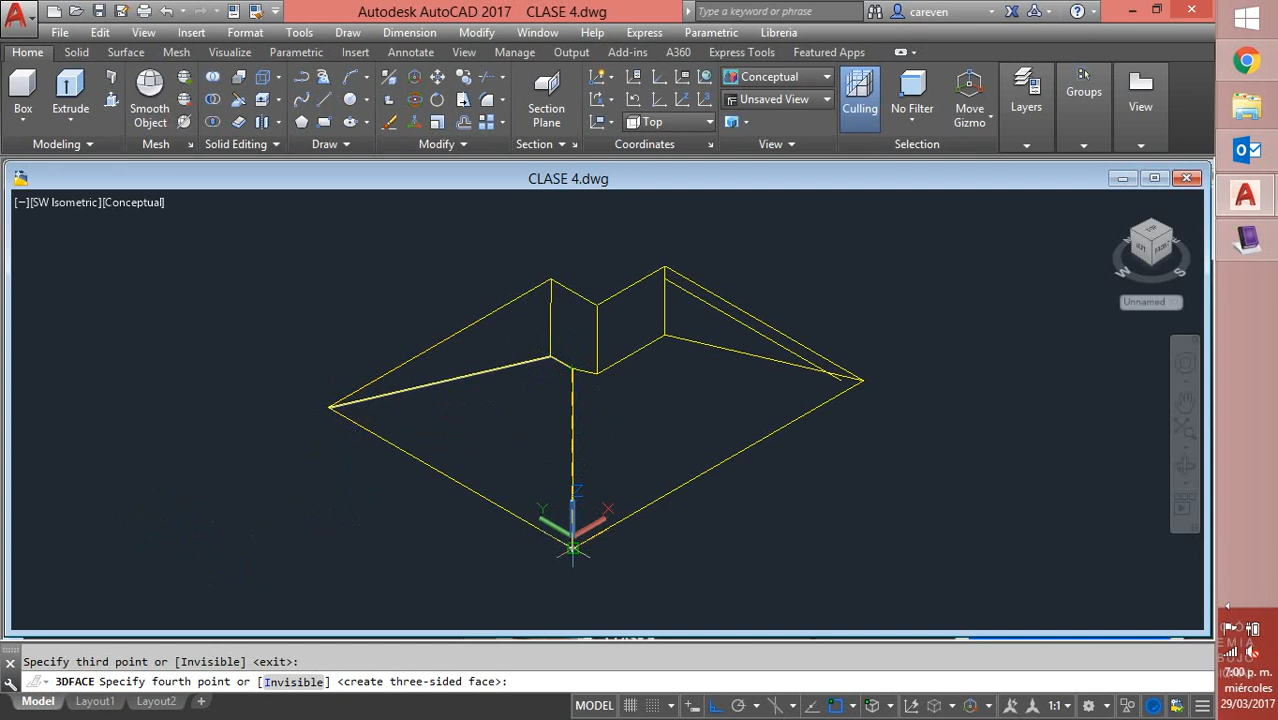 Autodesk AutoCAD 2017 CLASE 4.dwg
Type a keyword or phrase
careven
File Edit View Insert Format Tools Draw Dimension Modify Window Help Express Parametric Libreria
Home Solid Surface Mesh Visualize Parametric Insert Annotate View Manage Output Add-ins A360 Express Tools Featured Apps
Box
Extrude
Smooth
Object
Section
Plane
Conceptual
Unsaved View
Top
Culling
No Filter
Move
Gizmo
Layers
Groups
View
Modeling
Mesh
Solid Editing
Draw
Modify
Section
Coordinates
View
Selection
CLASE 4.dwg
[−][SW Isometric][Conceptual]
TOP
W
S
Unnamed
Z
Y
X
Specify third point or [Invisible] <exit>:
3DFACE Specify fourth point or [Invisible] <create three-sided face>:
Model Layout1 Layout2 +
MODEL
1:1
7:00 p. m.
miércoles
29/03/2017